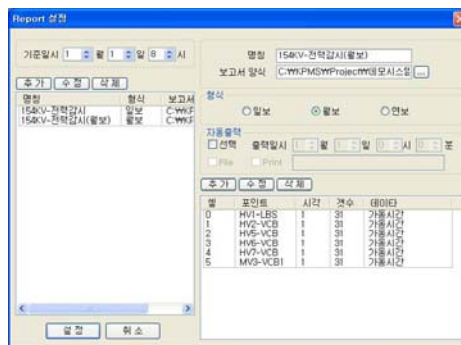 Report 설정
기준일시 1 월 1 일 8 시
추가 수정 삭제
명칭 형식 보고서
154KV-전력감시 일보 C:₩KP
154KV-전력감시(월보) 월보 C:₩KP
설정 취소
명칭 154KV-전력감시(월보)
보고서 양식 C:₩KPMS₩Project₩데모시스템 ...
형식
일보 월보 연보
자동출력
선택 출력일시 1 월 1 일 0 시 0 분
File Print
추가 수정 삭제
셀 포인트 시각 갯수 데이타
0 HV1-LBS 1 31 가동시간
1 HV2-VCB 1 31 가동시간
2 HV5-VCB 1 31 가동시간
3 HV6-VCB 1 31 가동시간
4 HV7-VCB 1 31 가동시간
5 MV3-VCB1 1 31 가동시간